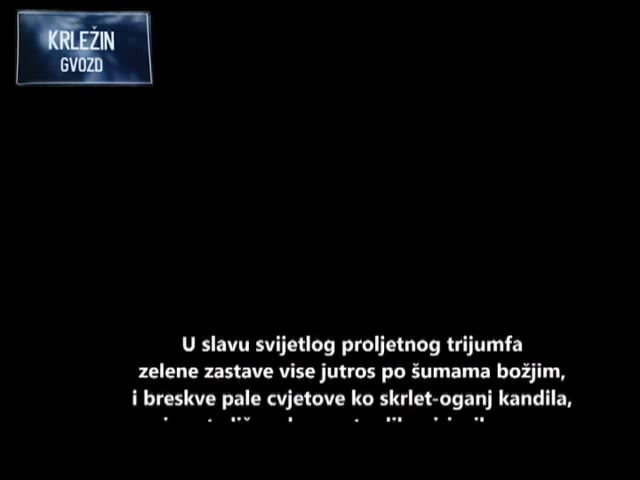 KRLEŽIN
GVOZD
U slavu svijetlog proljetnog trijumfa
zelene zastave vise jutros po šumama božjim,
i breskve pale cvjetove ko skrlet-oganj kandila,